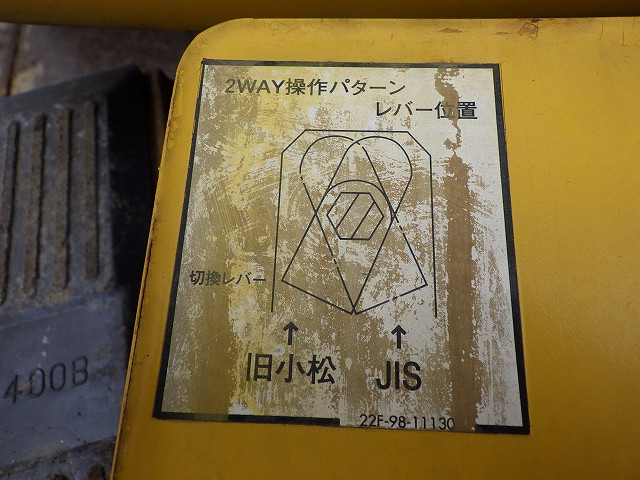 2WAY操作パターン
レバー位置
切換レバー
↑ ↑
旧小松 JIS
22F-98-11130
400B